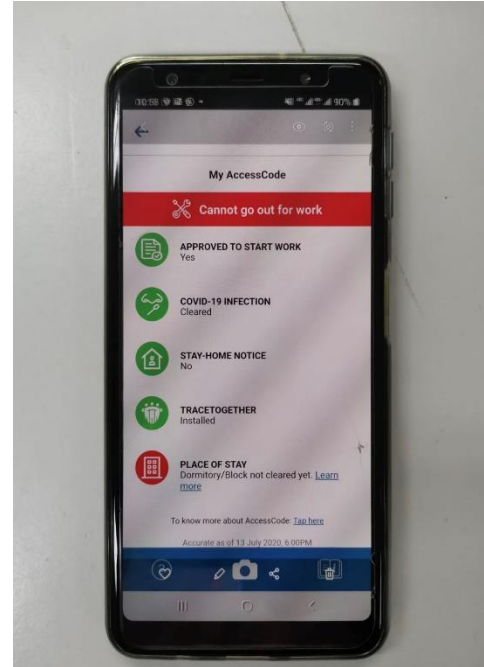 90%
My AccessCode
Cannot go out for work
APPROVED TO START WORK
Yes
COVID-19 INFECTION
Cleared
STAY-HOME NOTICE
No
TRACETOGETHER
Installed
PLACE OF STAY
Dormitory/Block not cleared yet. Learn
more
To know more about AccessCode: Tap here
Accurate as of 13 July 2020, 6:00PM